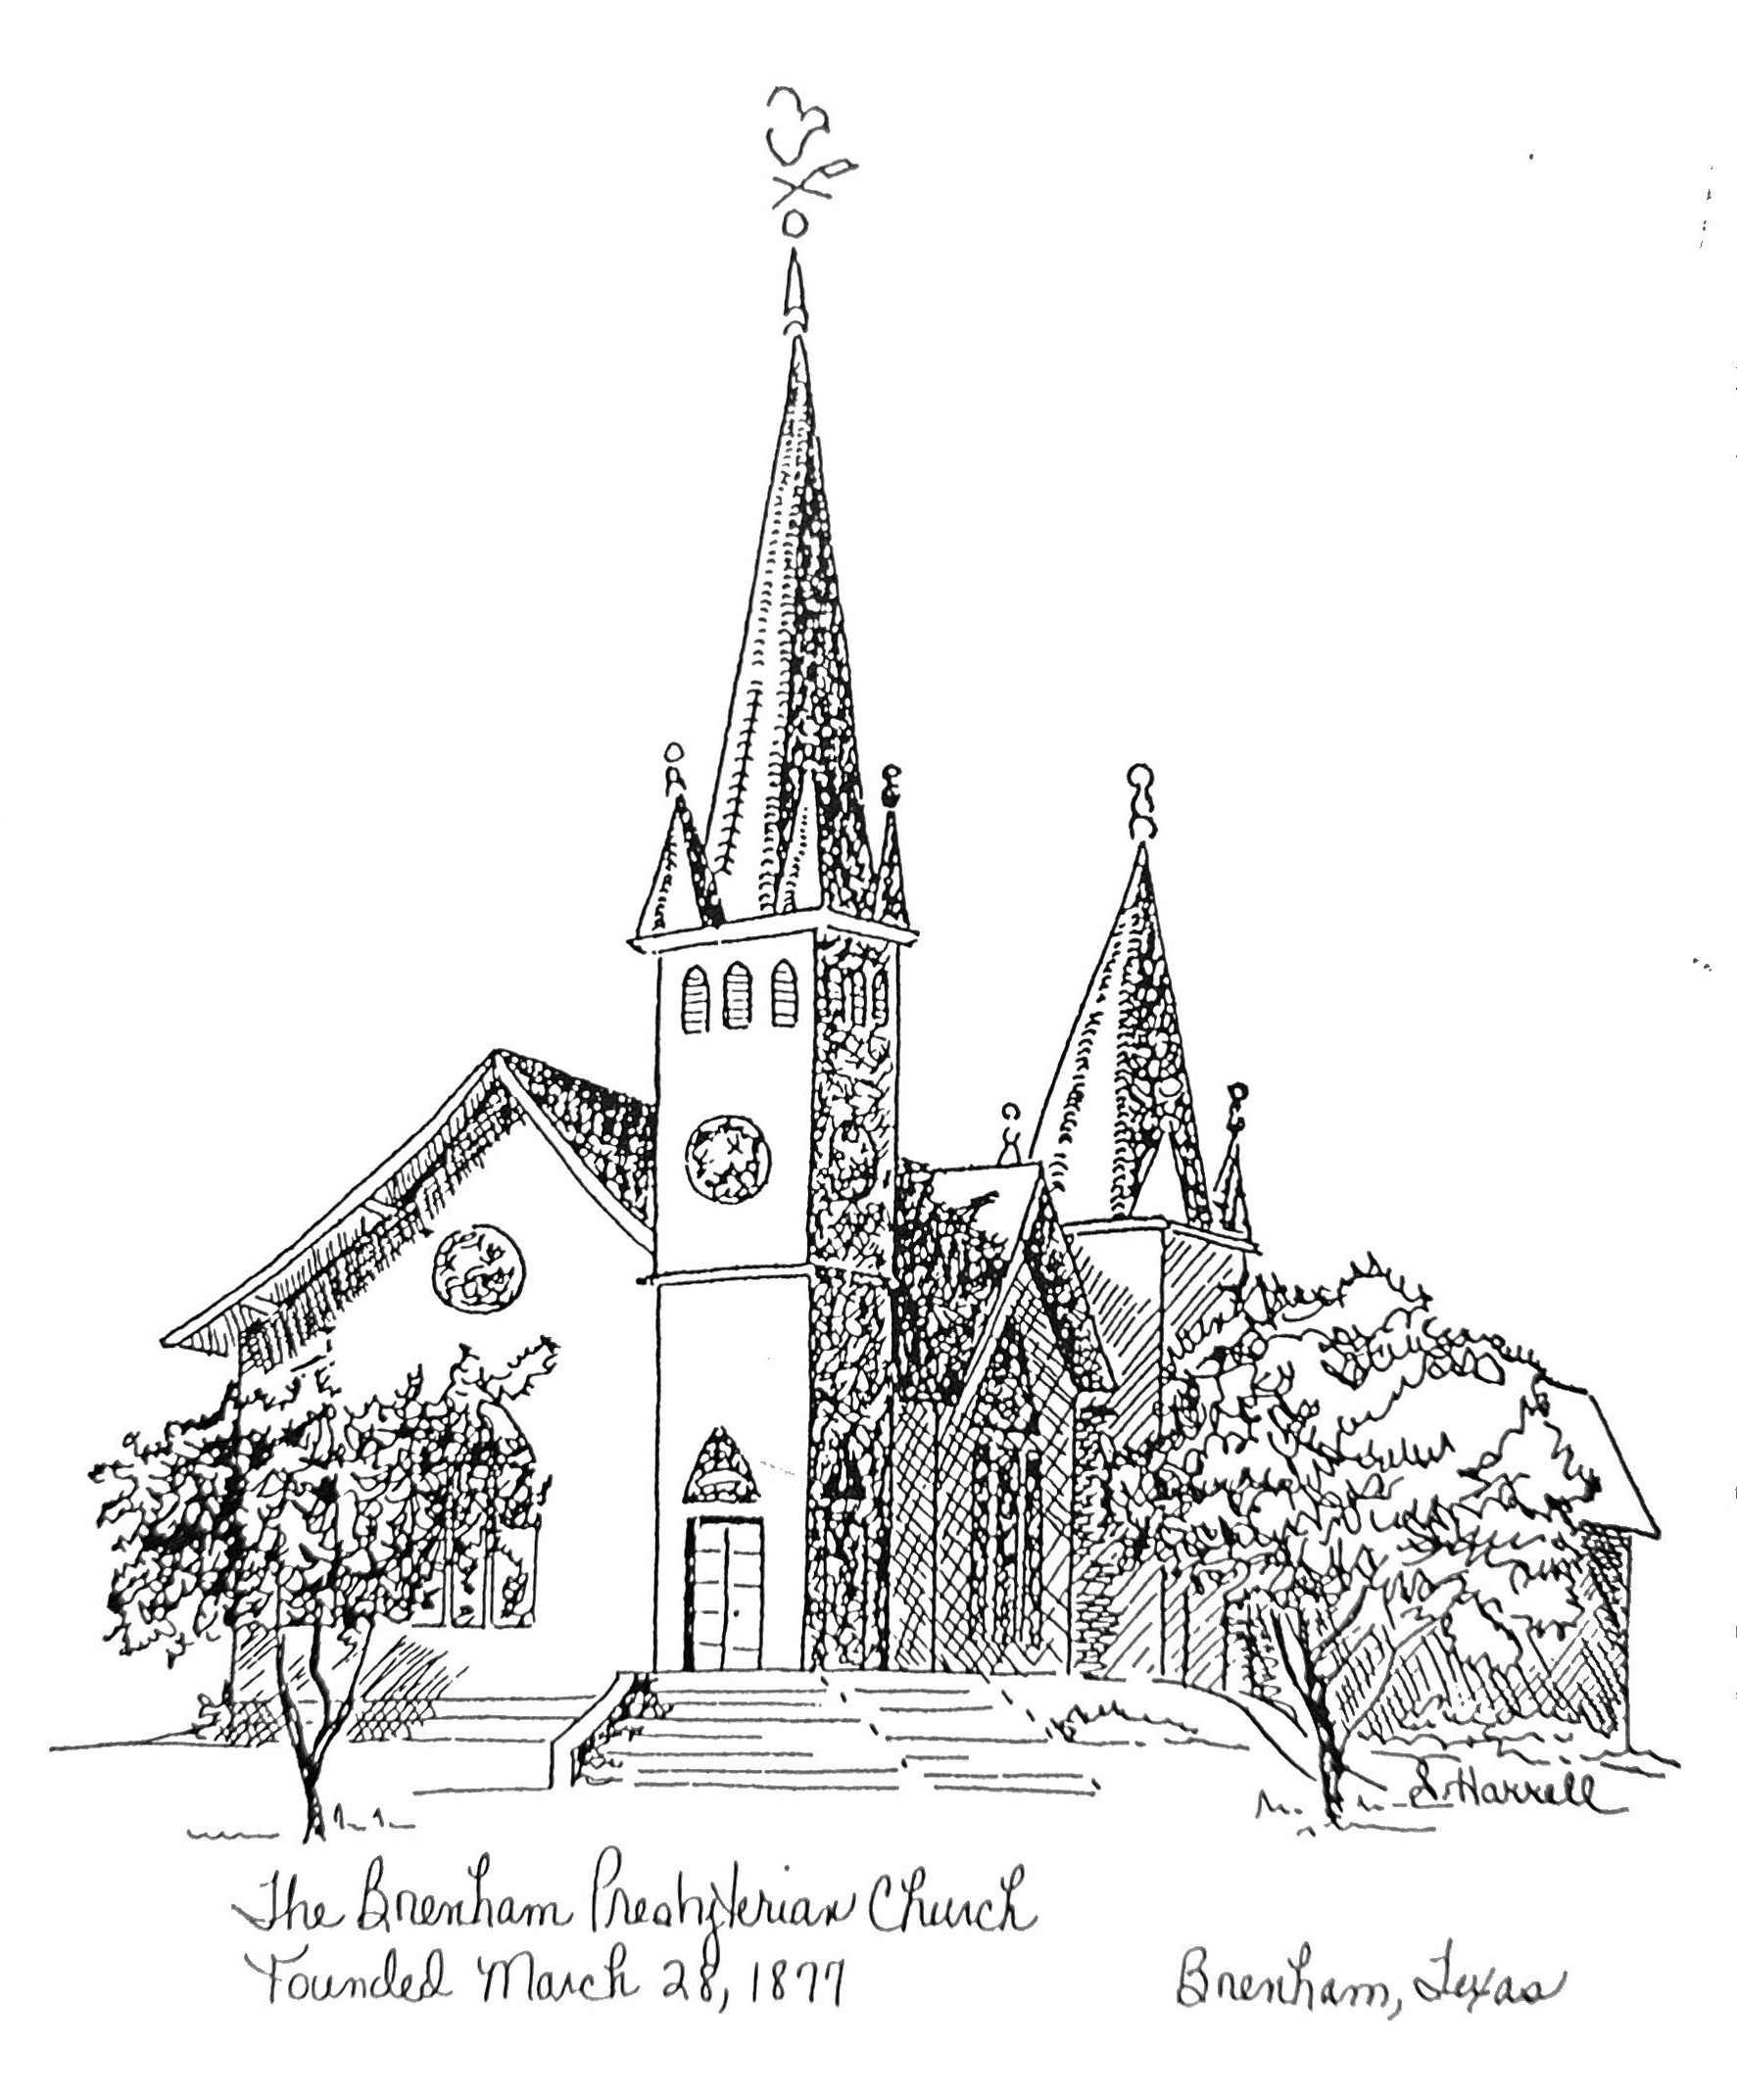 S. Harrell
The Brenham Presbyterian Church
Founded March 28, 1877
Brenham, Texas